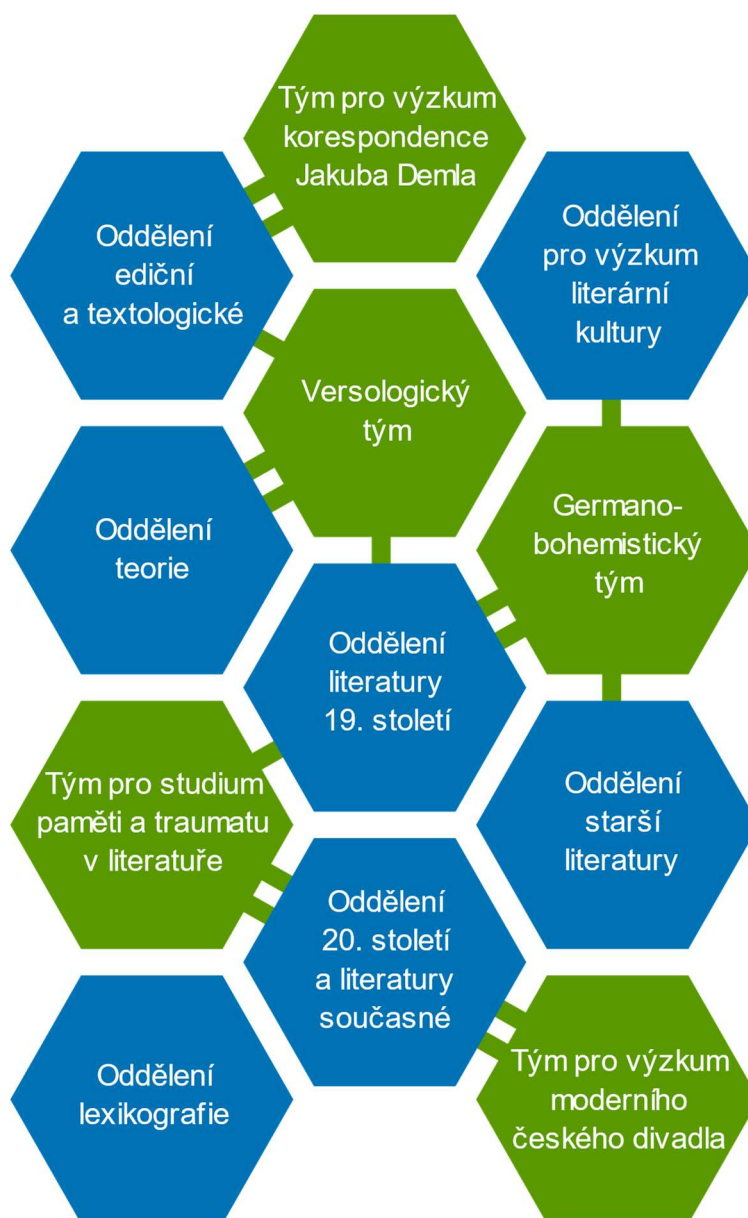 Tým pro výzkum
korespondence
Jakuba Demla
Oddělení
ediční
a textologické
Oddělení
pro výzkum
literární
kultury
Versologický
tým
Oddělení
teorie
Germano-
bohemistický
tým
Oddělení
literatury
19. století
Tým pro studium
paměti a traumatu
v literatuře
Oddělení
starší
literatury
Oddělení
20. století
a literatury
současné
Oddělení
lexikografie
Tým pro výzkum
moderního
českého divadla